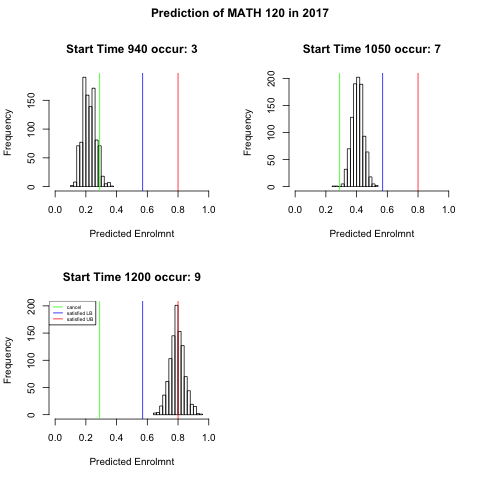 Prediction of MATH 120 in 2017
Start Time 940 occur: 3
Frequency
0 50 100 150
0.0 0.2 0.4 0.6 0.8 1.0
Predicted Enrolmnt
Start Time 1050 occur: 7
Frequency
0 50 100 150 200
0.0 0.2 0.4 0.6 0.8 1.0
Predicted Enrolmnt
Start Time 1200 occur: 9
cancel
satisfied LB
satisfied UB
Frequency
0 50 100 150 200
0.0 0.2 0.4 0.6 0.8 1.0
Predicted Enrolmnt